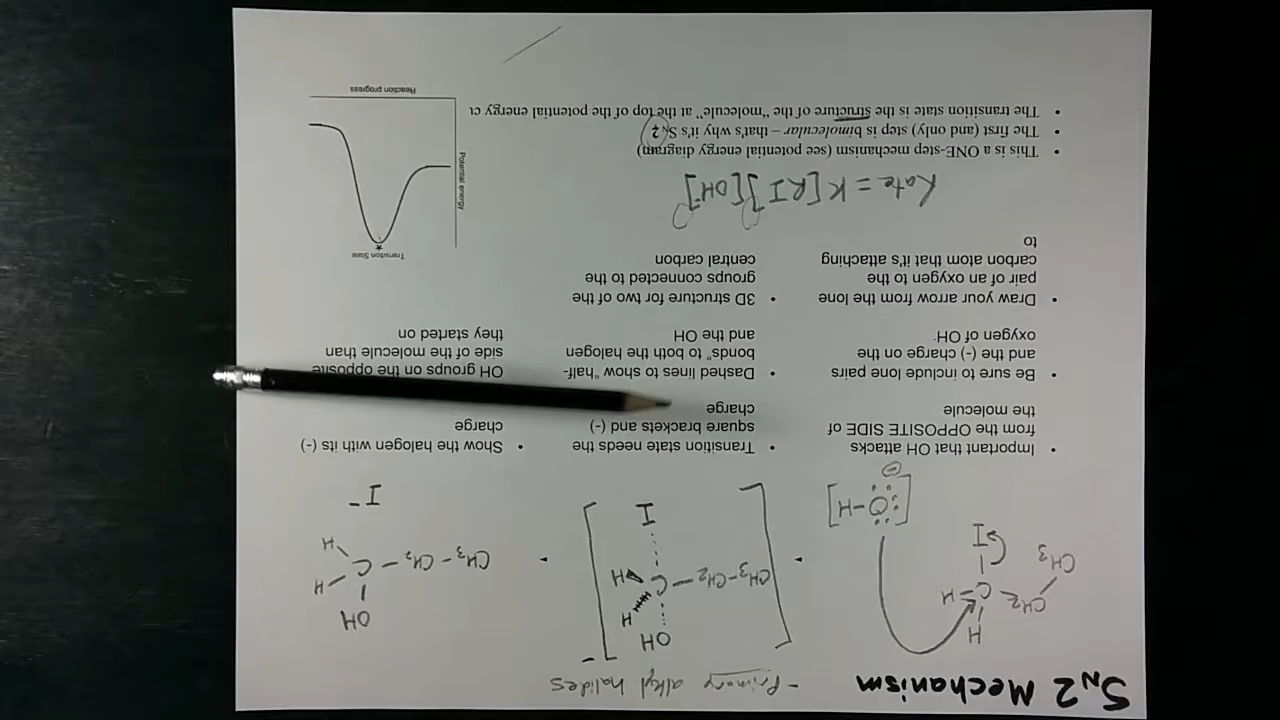 SN2 Mechanism
- Primary alkyl halides
H
CH2 C H
CH3 I
[:Ö-H] ⊖
[ OH ] -
H
CH3-CH2-C H
I
OH
CH3-CH2-C-H
H
I-
• Important that OH attacks from the OPPOSITE SIDE of the molecule
• Be sure to include lone pairs and the (-) charge on the oxygen of OH-
• Draw your arrow from the lone pair of an oxygen to the carbon atom that it's attaching to
• Transition state needs the square brackets and (-) charge
• Dashed lines to show "half-bonds" to both the halogen and the OH
• 3D structure for two of the groups connected to the central carbon
• Show the halogen with its (-) charge
OH groups on the opposite side of the molecule than they started on
Rate = K[RI][OH-]
• This is a ONE-step mechanism (see potential energy diagram)
• The first (and only) step is bimolecular – that's why it's SN2
• The transition state is the structure of the "molecule" at the top of the potential energy
Transition State
Potential energy
Reaction progress